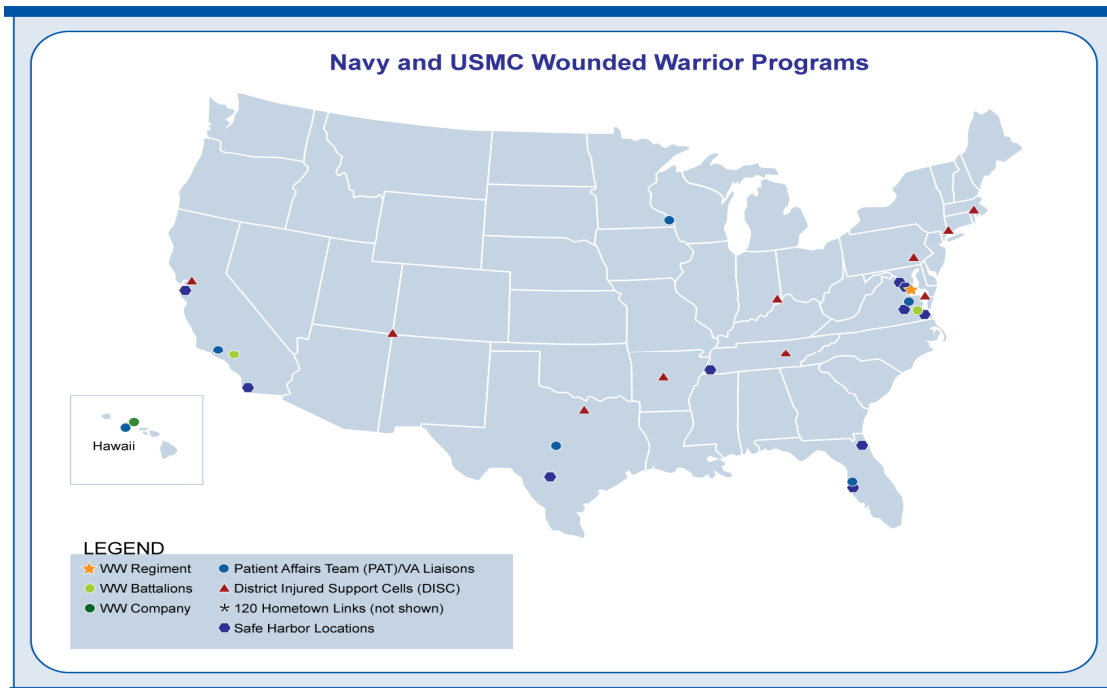 Navy and USMC Wounded Warrior Programs
Hawaii
LEGEND
WW Regiment
WW Battalions
WW Company
Patient Affairs Team (PAT)/VA Liaisons
District Injured Support Cells (DISC)
* 120 Hometown Links (not shown)
Safe Harbor Locations